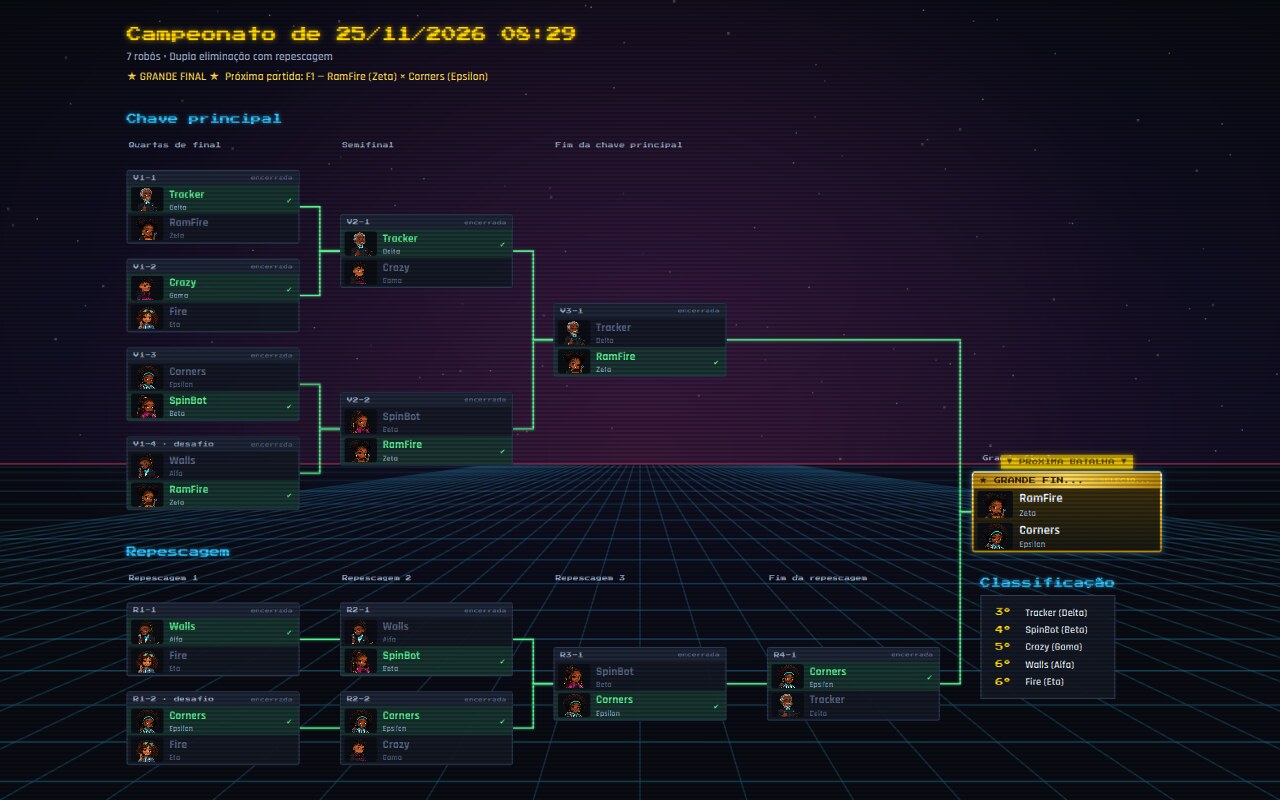 Campeonato de 25/11/2026 08:29
7 robôs · Dupla eliminação com repescagem
★ GRANDE FINAL ★ Próxima partida: F1 — RamFire (Zeta) × Corners (Epsilon)
Chave principal
Quartas de final
Semifinal
Fim da chave principal
V1-1 encerrada
Tracker ✓
Delta
RamFire
Zeta
V1-2 encerrada
Crazy ✓
Gama
Fire
Eta
V1-3 encerrada
Corners
Epsilon
SpinBot ✓
Beta
V1-4 · desafio encerrada
Walls
Alfa
RamFire ✓
Zeta
V2-1 encerrada
Tracker ✓
Delta
Crazy
Gama
V2-2 encerrada
SpinBot
Beta
RamFire ✓
Zeta
V3-1 encerrada
Tracker
Delta
RamFire ✓
Zeta
▼ PRÓXIMA BATALHA ▼
★ GRANDE FIN...
RamFire
Zeta
Corners
Epsilon
Repescagem
Repescagem 1
Repescagem 2
Repescagem 3
Fim da repescagem
R1-1 encerrada
Walls ✓
Alfa
Fire
Eta
R1-2 · desafio encerrada
Corners ✓
Epsilon
Fire
Eta
R2-1 encerrada
Walls
Alfa
SpinBot ✓
Beta
R2-2 encerrada
Corners ✓
Epsilon
Crazy
Gama
R3-1 encerrada
SpinBot
Beta
Corners ✓
Epsilon
R4-1 encerrada
Corners ✓
Epsilon
Tracker
Delta
Classificação
3º Tracker (Delta)
4º SpinBot (Beta)
5º Crazy (Gama)
6º Walls (Alfa)
6º Fire (Eta)